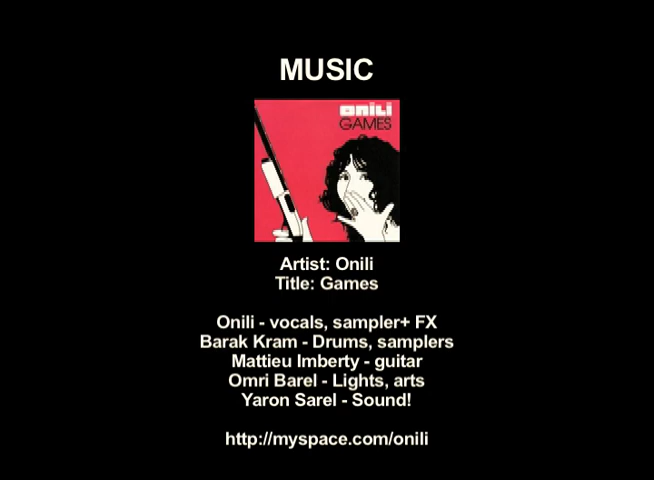 MUSIC
ONILI
GAMES
Artist: Onili
Title: Games
Onili - vocals, sampler+ FX
Barak Kram - Drums, samplers
Mattieu Imberty - guitar
Omri Barel - Lights, arts
Yaron Sarel - Sound!
http://myspace.com/onili